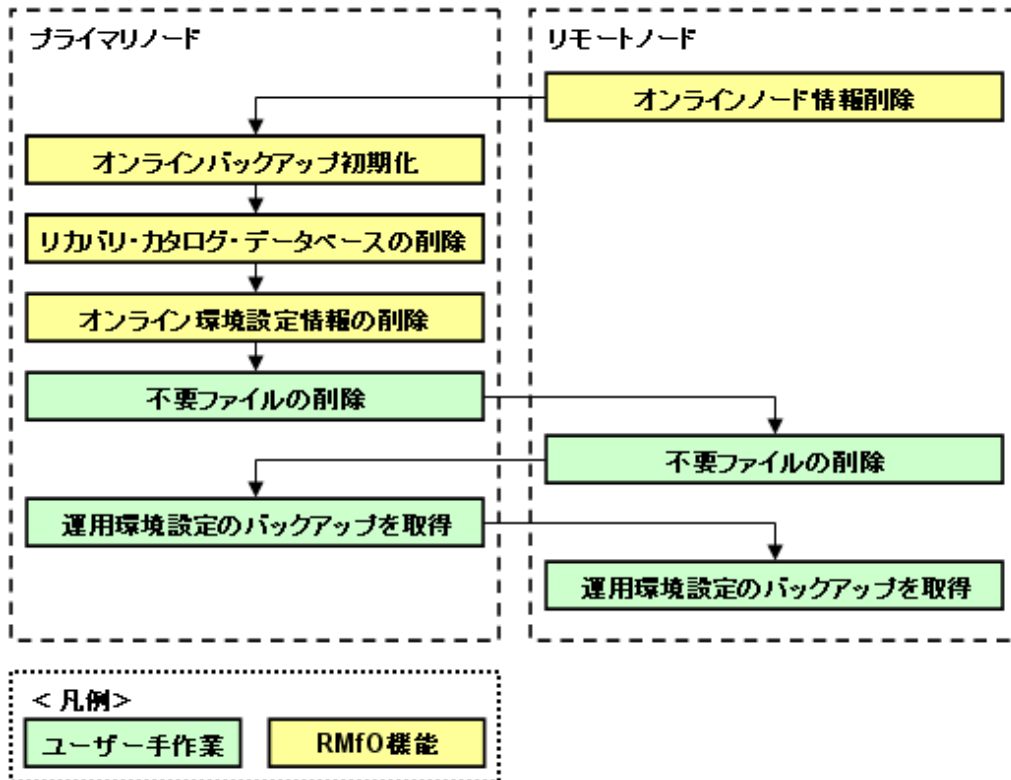 プライマリノード
リモートノード
オンラインノード情報削除
オンラインバックアップ初期化
リカバリ・カタログ・データベースの削除
オンライン環境設定情報の削除
不要ファイルの削除
不要ファイルの削除
運用環境設定のバックアップを取得
運用環境設定のバックアップを取得
<凡例>
ユーザー手作業
RMfO機能